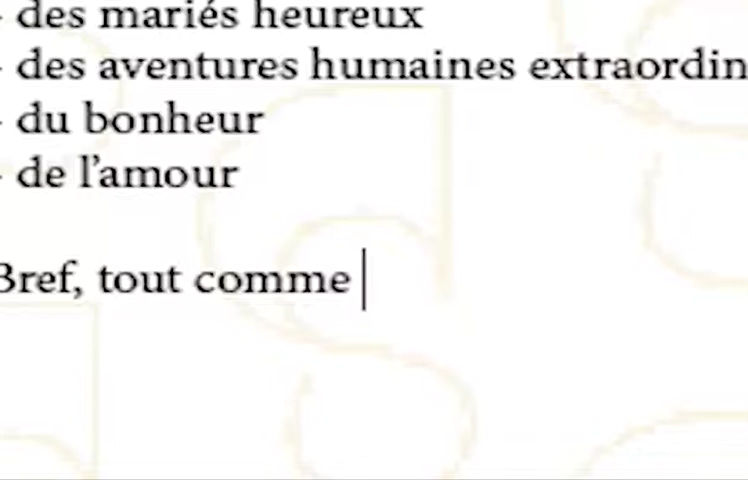 - des mariés heureux
- des aventures humaines extraordin
- du bonheur
- de l'amour
Bref, tout comme